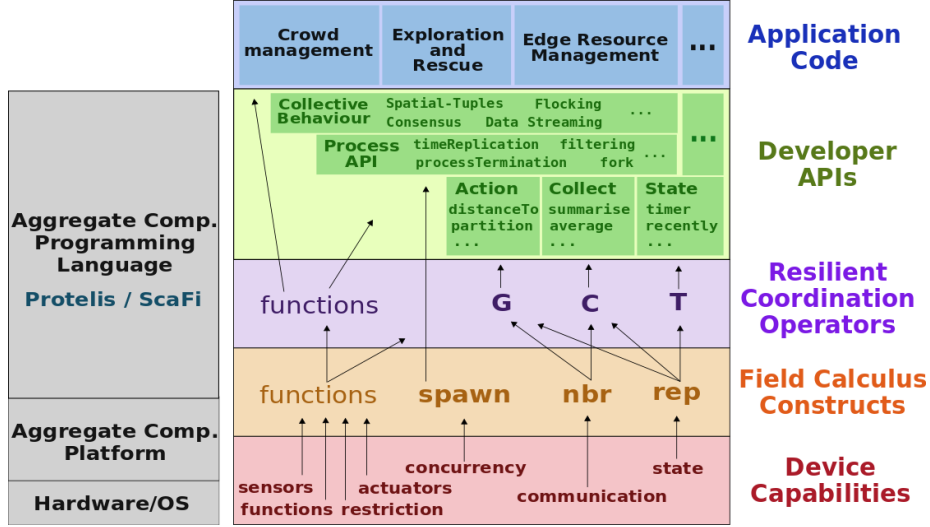 Crowd
management
Exploration
and
Rescue
Edge Resource
Management
...
Application
Code
Collective
Behaviour
Spatial-Tuples
Flocking
...
Consensus
Data Streaming
Process
API
timeReplication
filtering
processTermination
fork
...
...
Action
distanceTo
partition
...
Collect
summarise
average
...
State
timer
recently
...
Developer
APIs
Aggregate Comp.
Programming
Language
Protelis / ScaFi
functions
G
C
T
Resilient
Coordination
Operators
functions
spawn
nbr
rep
Field Calculus
Constructs
Aggregate Comp.
Platform
Hardware/OS
sensors
functions
actuators
restriction
concurrency
communication
state
Device
Capabilities